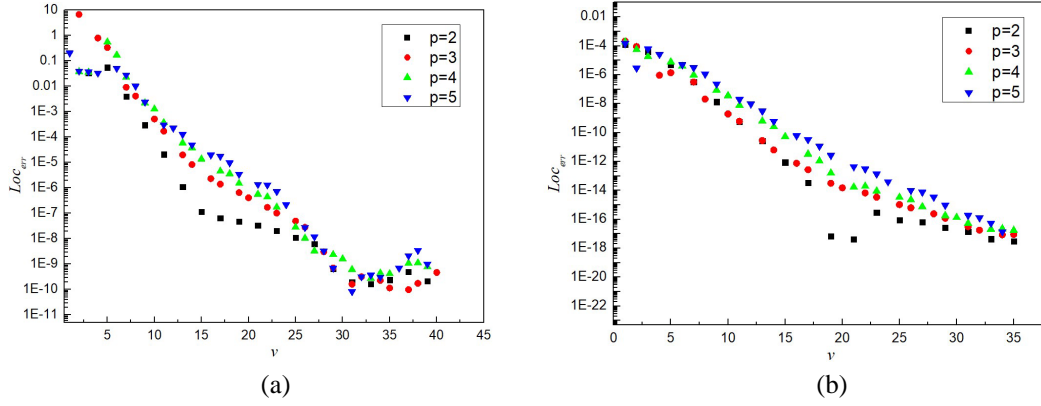 10
1
0.1
0.01
1E-3
1E-4
1E-5
1E-6
1E-7
1E-8
1E-9
1E-10
1E-11
Loc_err
5 10 15 20 25 30 35 40 45
v
p=2
p=3
p=4
p=5
(a)
0.01
1E-4
1E-6
1E-8
1E-10
1E-12
1E-14
1E-16
1E-18
1E-20
1E-22
Loc_err
0 5 10 15 20 25 30 35
v
p=2
p=3
p=4
p=5
(b)